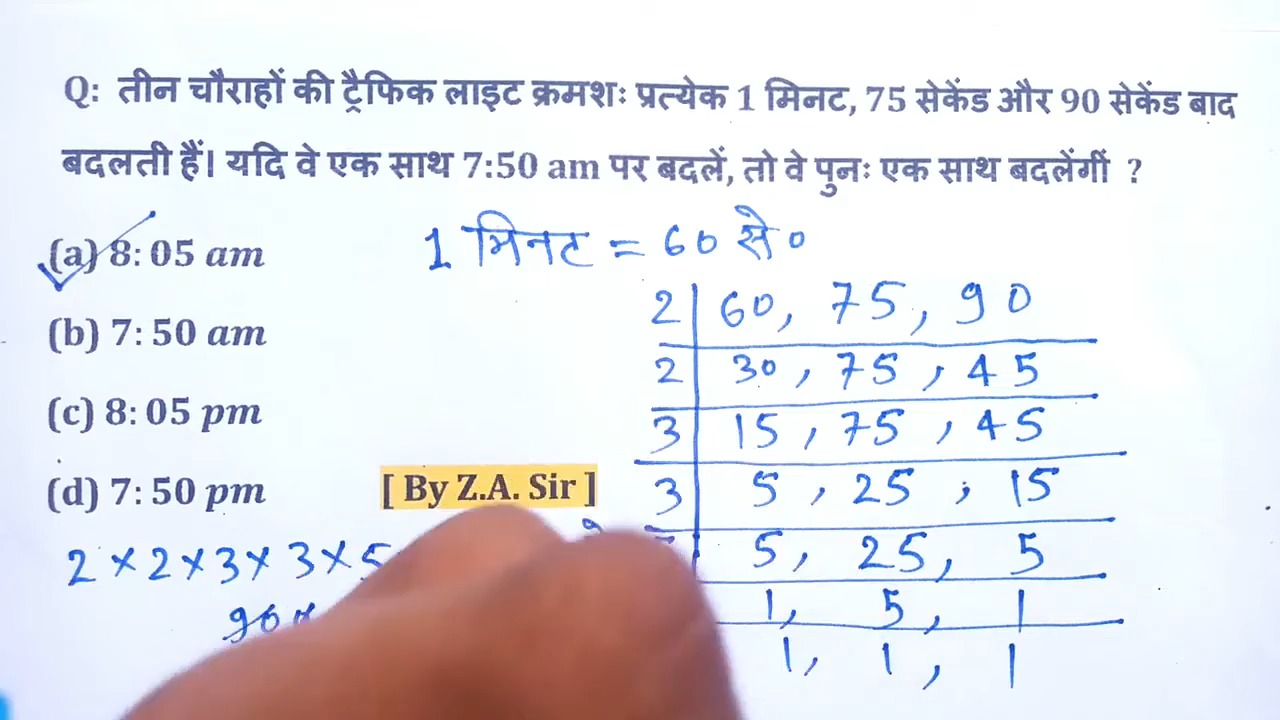 Q: तीन चौराहों की ट्रैफिक लाइट क्रमशः प्रत्येक 1 मिनट, 75 सेकेंड और 90 सेकेंड बाद
बदलती हैं। यदि वे एक साथ 7:50 am पर बदलें, तो वे पुनः एक साथ बदलेंगीं ?
(a) 8: 05 am
1 मिनट = 60 से०
(b) 7: 50 am
(c) 8: 05 pm
(d) 7: 50 pm
[ By Z.A. Sir ]
2 | 60, 75, 90
2 | 30, 75, 45
3 | 15, 75, 45
3 | 5, 25, 15
5, 25, 5
1, 5, 1
1, 1, 1
2 × 2 × 3 × 3 × 5